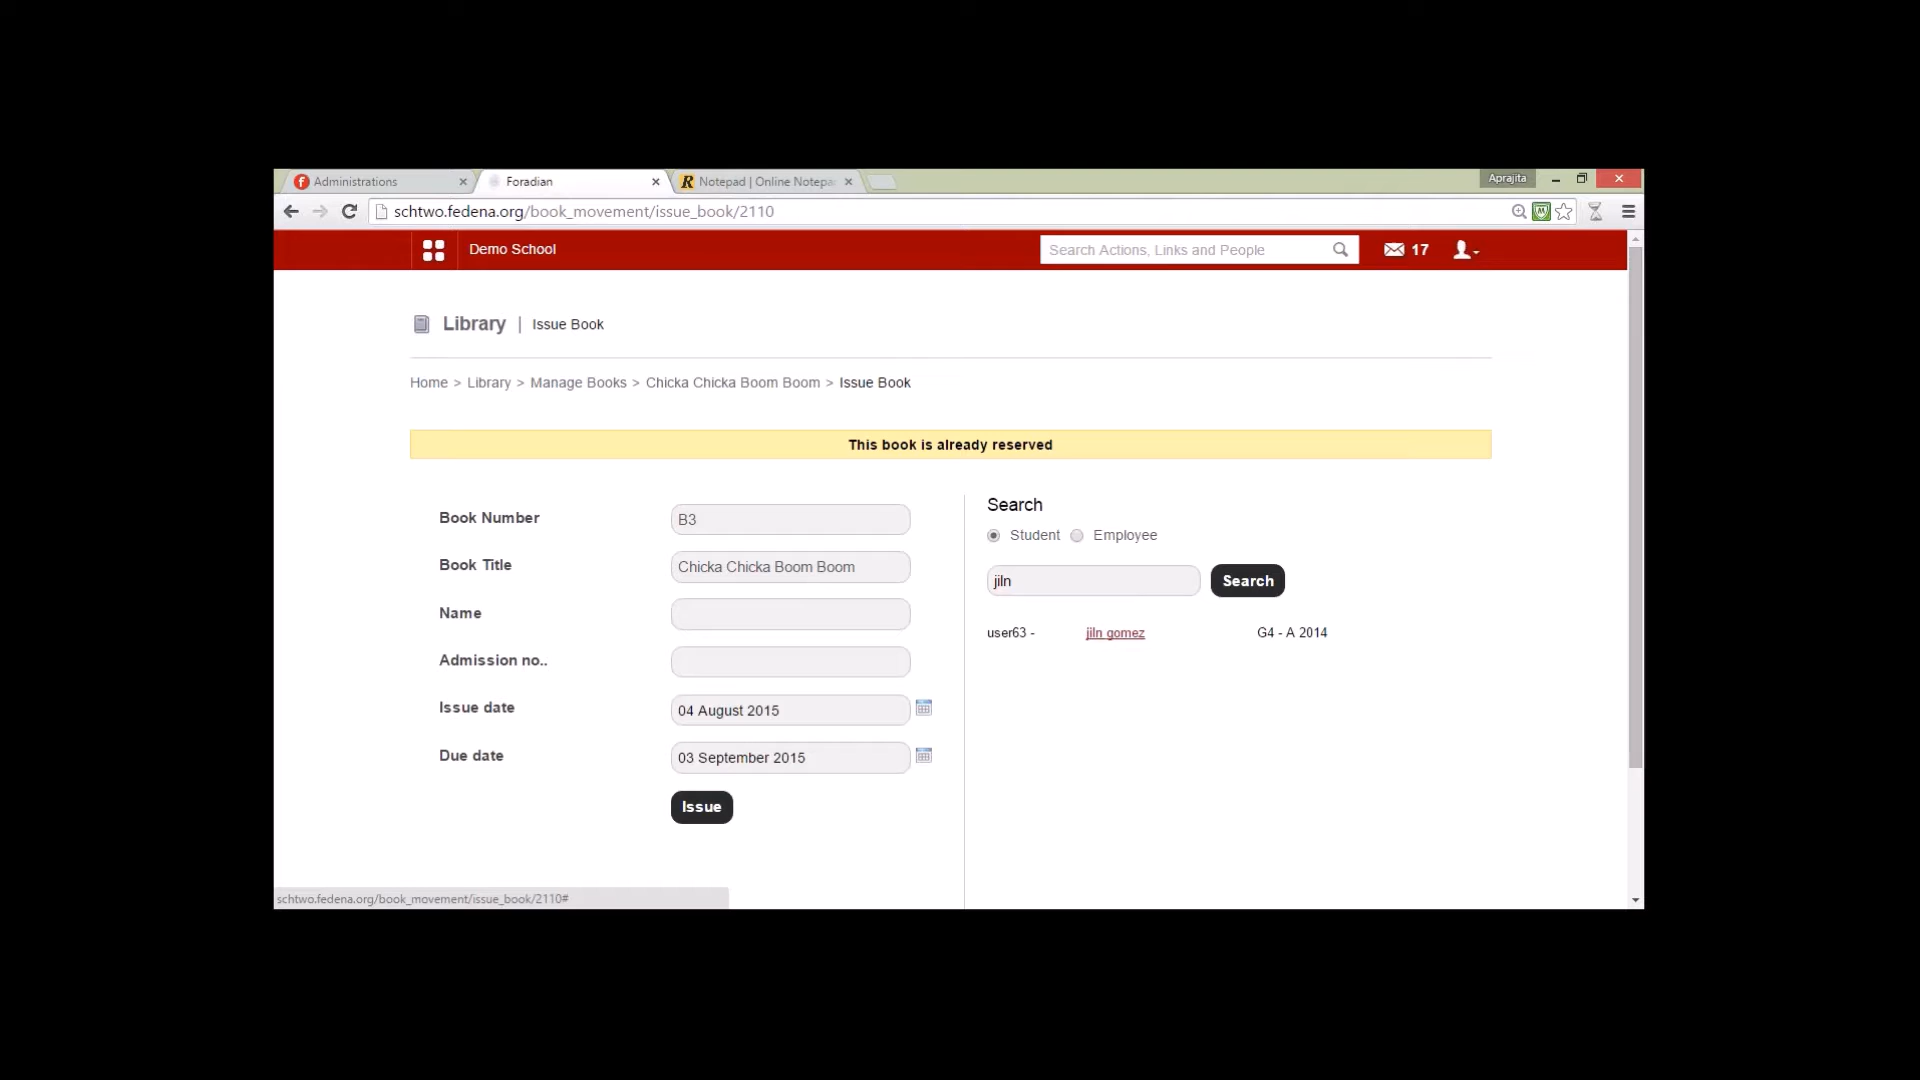 Administrations
Foradian
Notepad | Online Notepa
Aprajita
schtwo.fedena.org/book_movement/issue_book/2110
Demo School
Search Actions, Links and People
17
Library | Issue Book
Home > Library > Manage Books > Chicka Chicka Boom Boom > Issue Book
This book is already reserved
Book Number
B3
Book Title
Chicka Chicka Boom Boom
Name
Admission no..
Issue date
04 August 2015
Due date
03 September 2015
Issue
Search
Student
Employee
jiln
Search
user63 - jiln gomez G4 - A 2014
schtwo.fedena.org/book_movement/issue_book/2110#